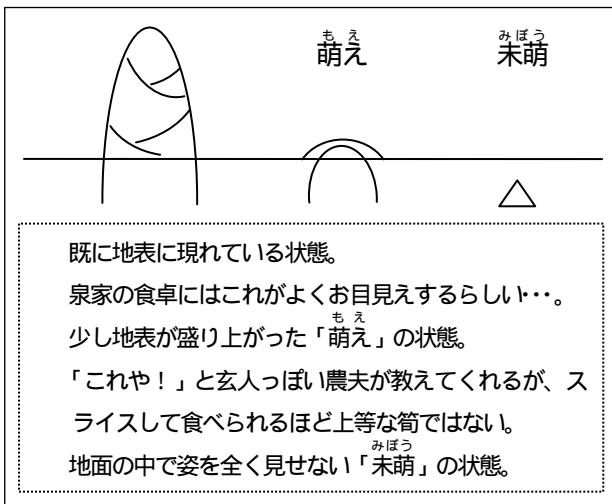 萌え 未萌
もえ みぼう
既に地表に現れている状態。
泉家の食卓にはこれがよくお目見えするらしい･･･。
もえ
少し地表が盛り上がった「萌え」の状態。
「これや！」と玄人っぽい農夫が教えてくれるが、ス
ライスして食べられるほど上等な筍ではない。
みぼう
地面の中で姿を全く見せない「未萌」の状態。